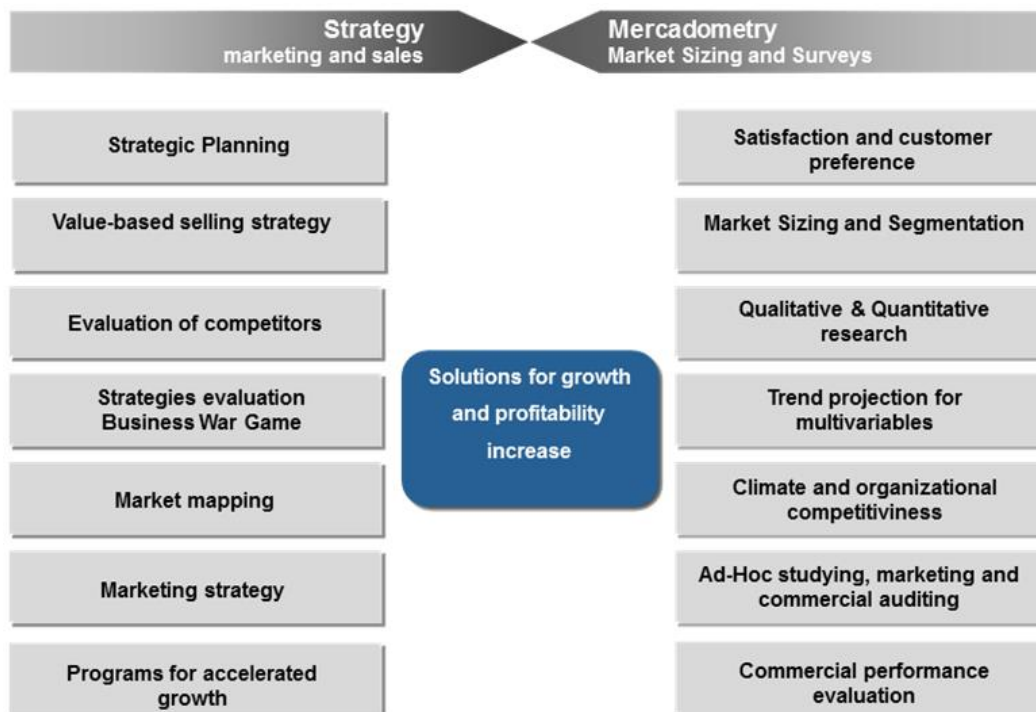 Strategy
marketing and sales
Mercadometry
Market Sizing and Surveys
Strategic Planning
Value-based selling strategy
Evaluation of competitors
Strategies evaluation
Business War Game
Market mapping
Marketing strategy
Programs for accelerated
growth
Solutions for growth
and profitability
increase
Satisfaction and customer
preference
Market Sizing and Segmentation
Qualitative & Quantitative
research
Trend projection for
multivariables
Climate and organizational
competitiviness
Ad-Hoc studying, marketing and
commercial auditing
Commercial performance
evaluation